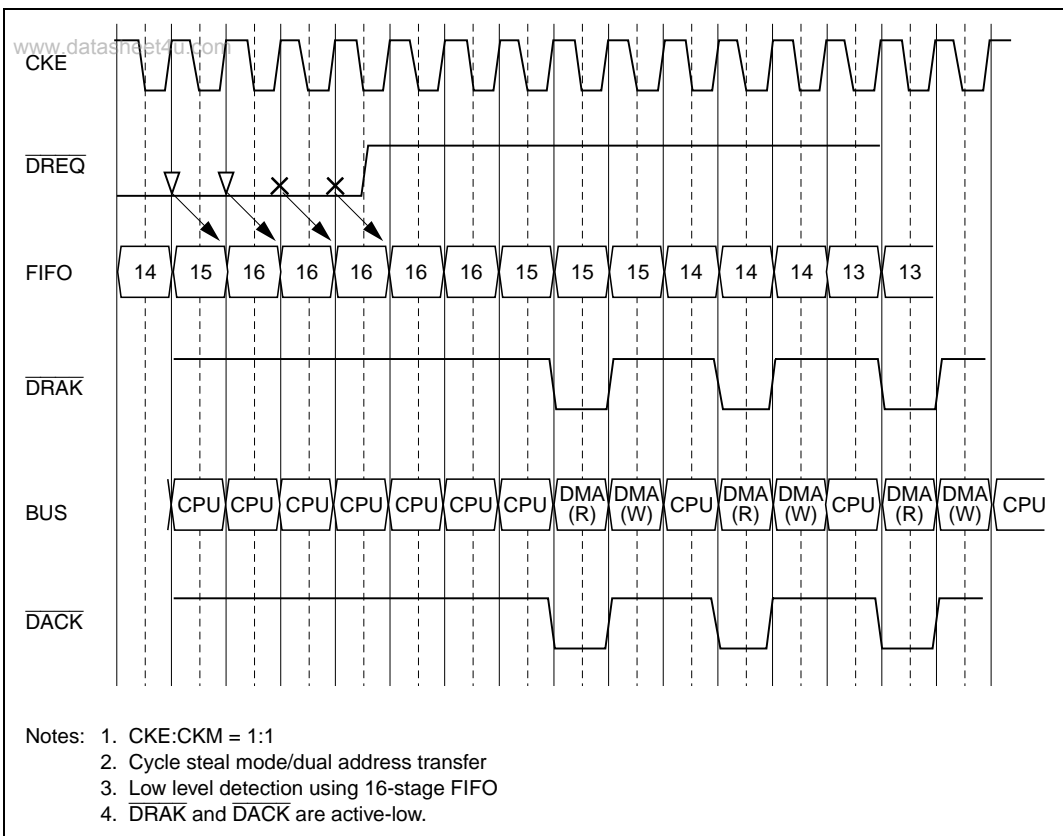 www.datasheet4u.com
CKE
DREQ
FIFO 14 15 16 16 16 16 16 15 15 15 14 14 14 13 13
DRAK
BUS CPU CPU CPU CPU CPU CPU CPU DMA (R) DMA (W) CPU DMA (R) DMA (W) CPU DMA (R) DMA (W) CPU
DACK
Notes: 1. CKE:CKM = 1:1
2. Cycle steal mode/dual address transfer
3. Low level detection using 16-stage FIFO
4. DRAK and DACK are active-low.